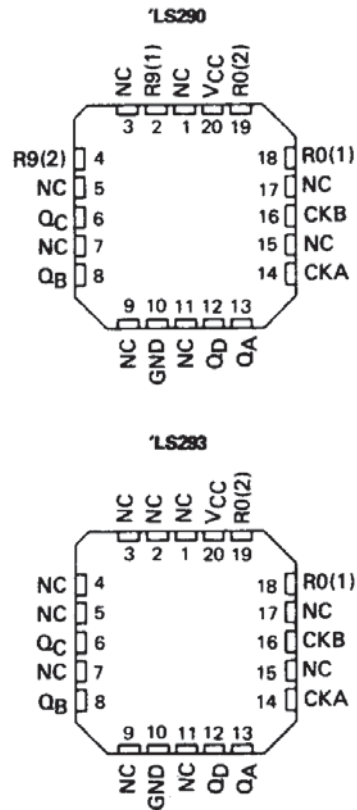 'LS290
NC R9(1) NC VCC R0(2)
3 2 1 20 19
R9(2) 4 18 R0(1)
NC 5 17 NC
QC 6 16 CKB
NC 7 15 NC
QB 8 14 CKA
9 10 11 12 13
NC GND NC QD QA
'LS293
NC NC NC VCC R0(2)
3 2 1 20 19
NC 4 18 R0(1)
NC 5 17 NC
QC 6 16 CKB
NC 7 15 NC
QB 8 14 CKA
9 10 11 12 13
NC GND NC QD QA